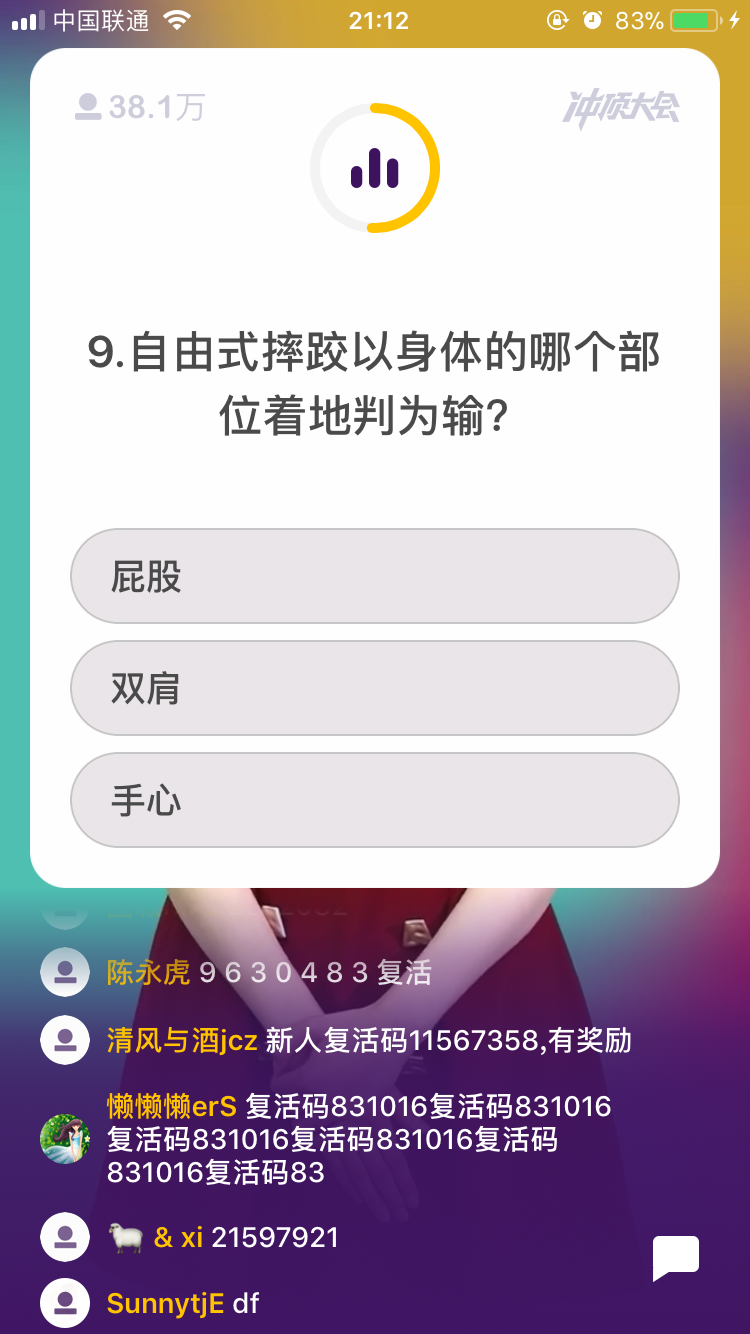 中国联通 21:12 83%
38.1万 冲顶大会
9.自由式摔跤以身体的哪个部
位着地判为输?
屁股
双肩
手心
陈永虎 9 6 3 0 4 8 3 复活
清风与酒jcz 新人复活码11567358,有奖励
懒懒懒erS 复活码831016复活码831016
复活码831016复活码831016复活码
831016复活码83
🐑 & xi 21597921
SunnytjE df